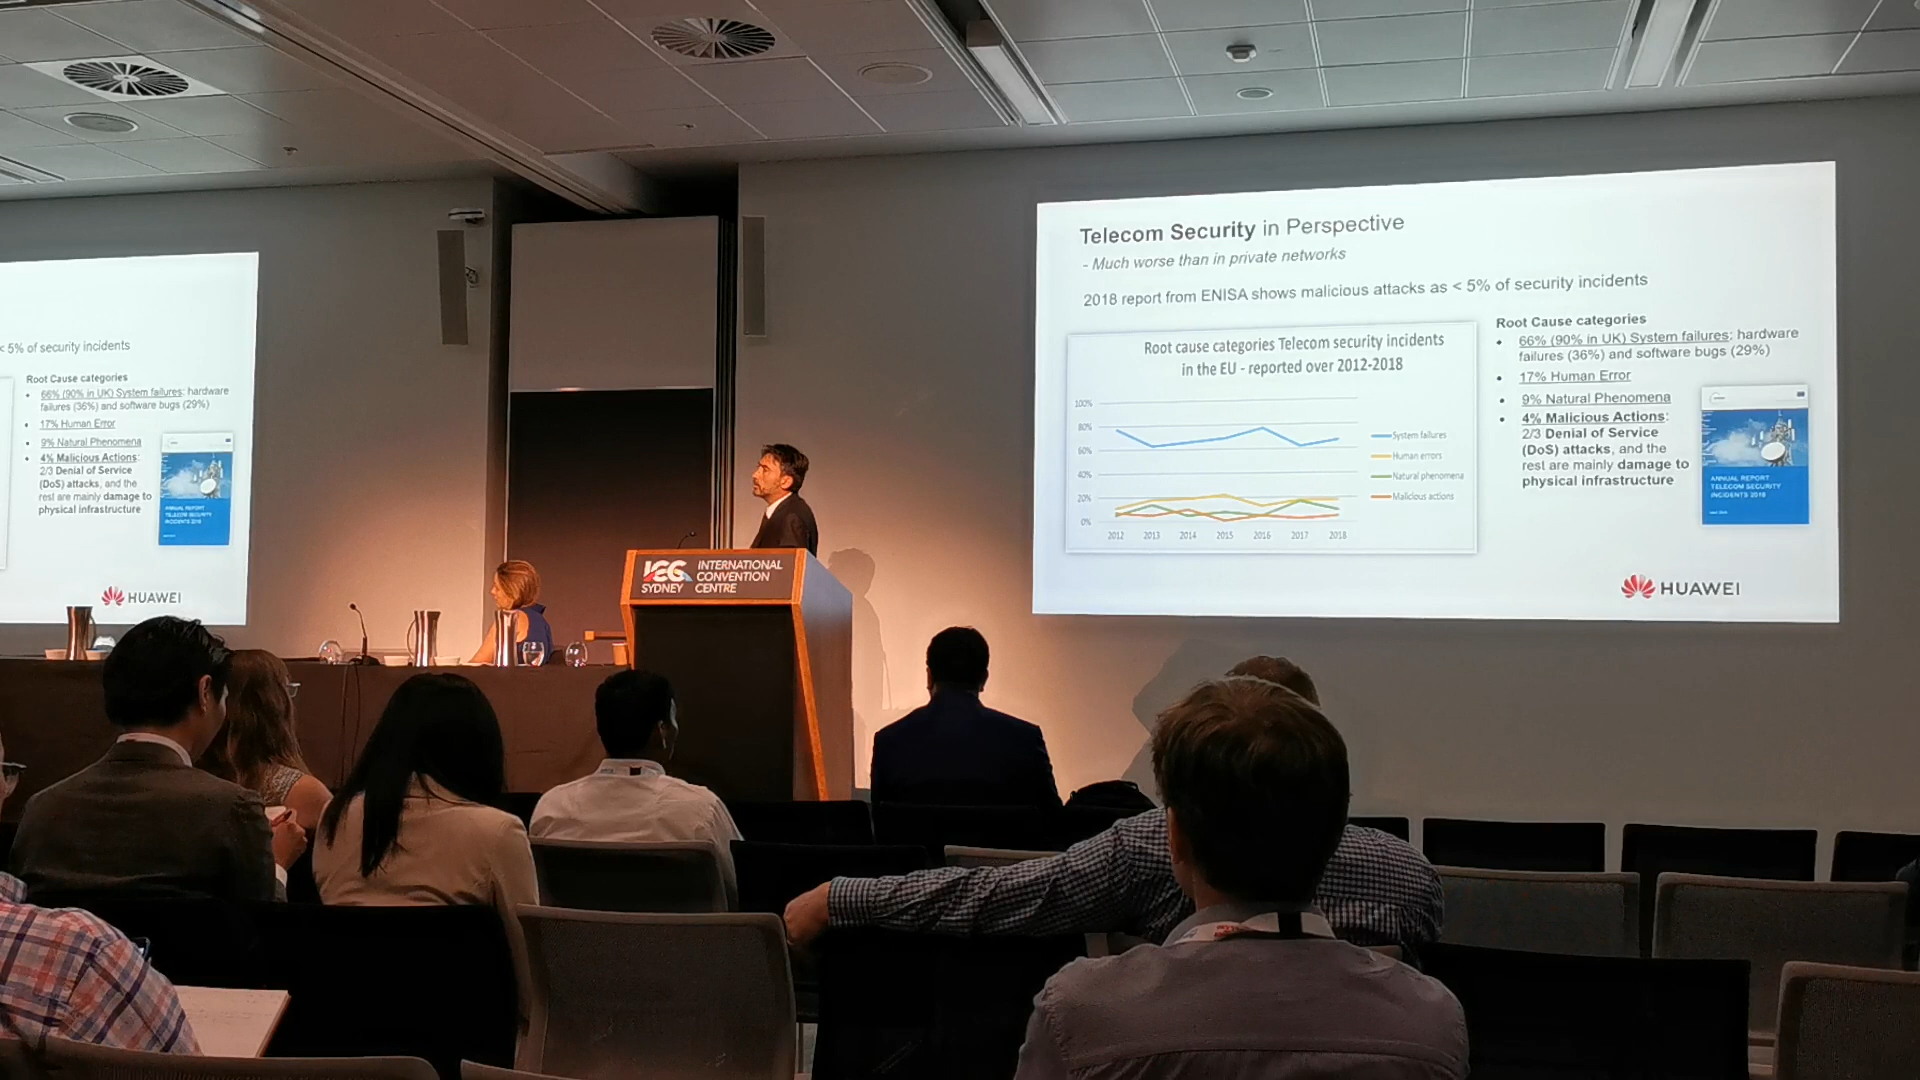 < 5% of security incidents
Root Cause categories
• 66% (90% in UK) System failures: hardware
failures (36%) and software bugs (29%)
• 17% Human Error
• 9% Natural Phenomena
• 4% Malicious Actions:
2/3 Denial of Service
(DoS) attacks, and the
rest are mainly damage to
physical infrastructure
ANNUAL REPORT
TELECOM SECURITY
INCIDENTS 2018
HUAWEI
ICC
SYDNEY
INTERNATIONAL
CONVENTION
CENTRE
Telecom Security in Perspective
- Much worse than in private networks
2018 report from ENISA shows malicious attacks as < 5% of security incidents
Root cause categories Telecom security incidents
in the EU - reported over 2012-2018
100%
80%
60%
40%
20%
0%
2012 2013 2014 2015 2016 2017 2018
System failures
Human errors
Natural phenomena
Malicious actions
Root Cause categories
• 66% (90% in UK) System failures: hardware
failures (36%) and software bugs (29%)
• 17% Human Error
• 9% Natural Phenomena
• 4% Malicious Actions:
2/3 Denial of Service
(DoS) attacks, and the
rest are mainly damage to
physical infrastructure
ANNUAL REPORT
TELECOM SECURITY
INCIDENTS 2018
HUAWEI